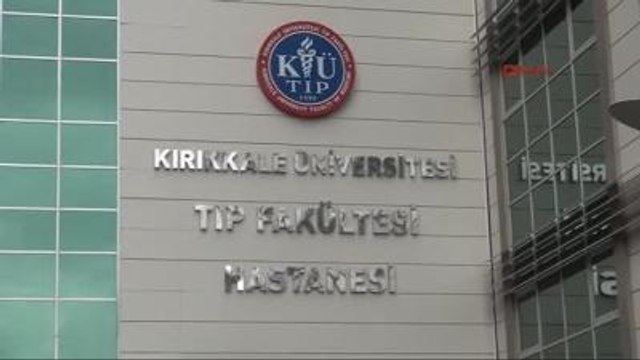 KÜ
TIP
KIRIKKALE ÜNİVERSİTESİ
TIP FAKÜLTESİ
HASTANESİ